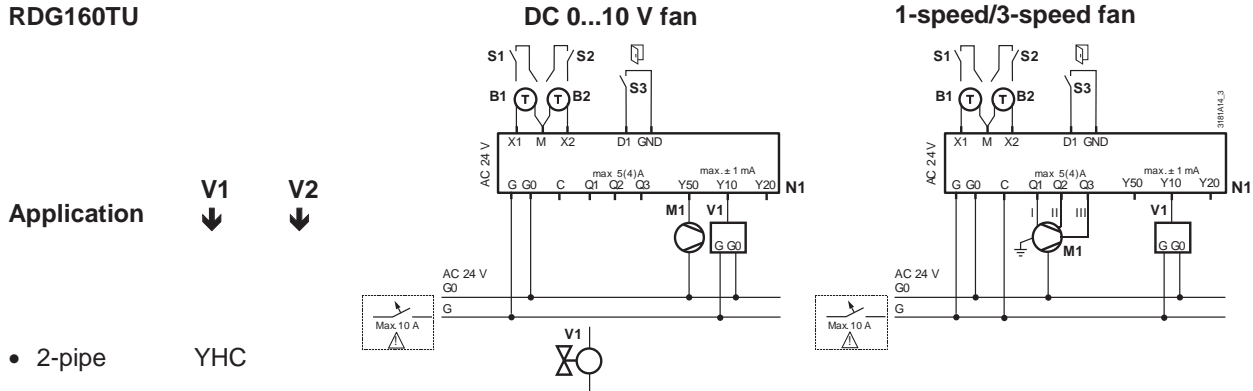 RDG160TU
DC 0...10 V fan
1-speed/3-speed fan
S1 S2
S3
B1 T T B2
X1 M X2 D1 GND
AC 24 V
max 5(4)A max. ± 1 mA
G G0 C Q1 Q2 Q3 Y50 Y10 Y20 N1
M1 V1
G G0
AC 24 V
G0
G
Max. 10 A
V1
S1 S2
S3
B1 T T B2
3181A14_3
X1 M X2 D1 GND
AC 24 V
max 5(4)A max. ± 1 mA
G G0 C Q1 Q2 Q3 Y50 Y10 Y20 N1
I II III V1
M1
G G0
AC 24 V
G0
G
Max. 10 A
V1 V2
Application
• 2-pipe YHC